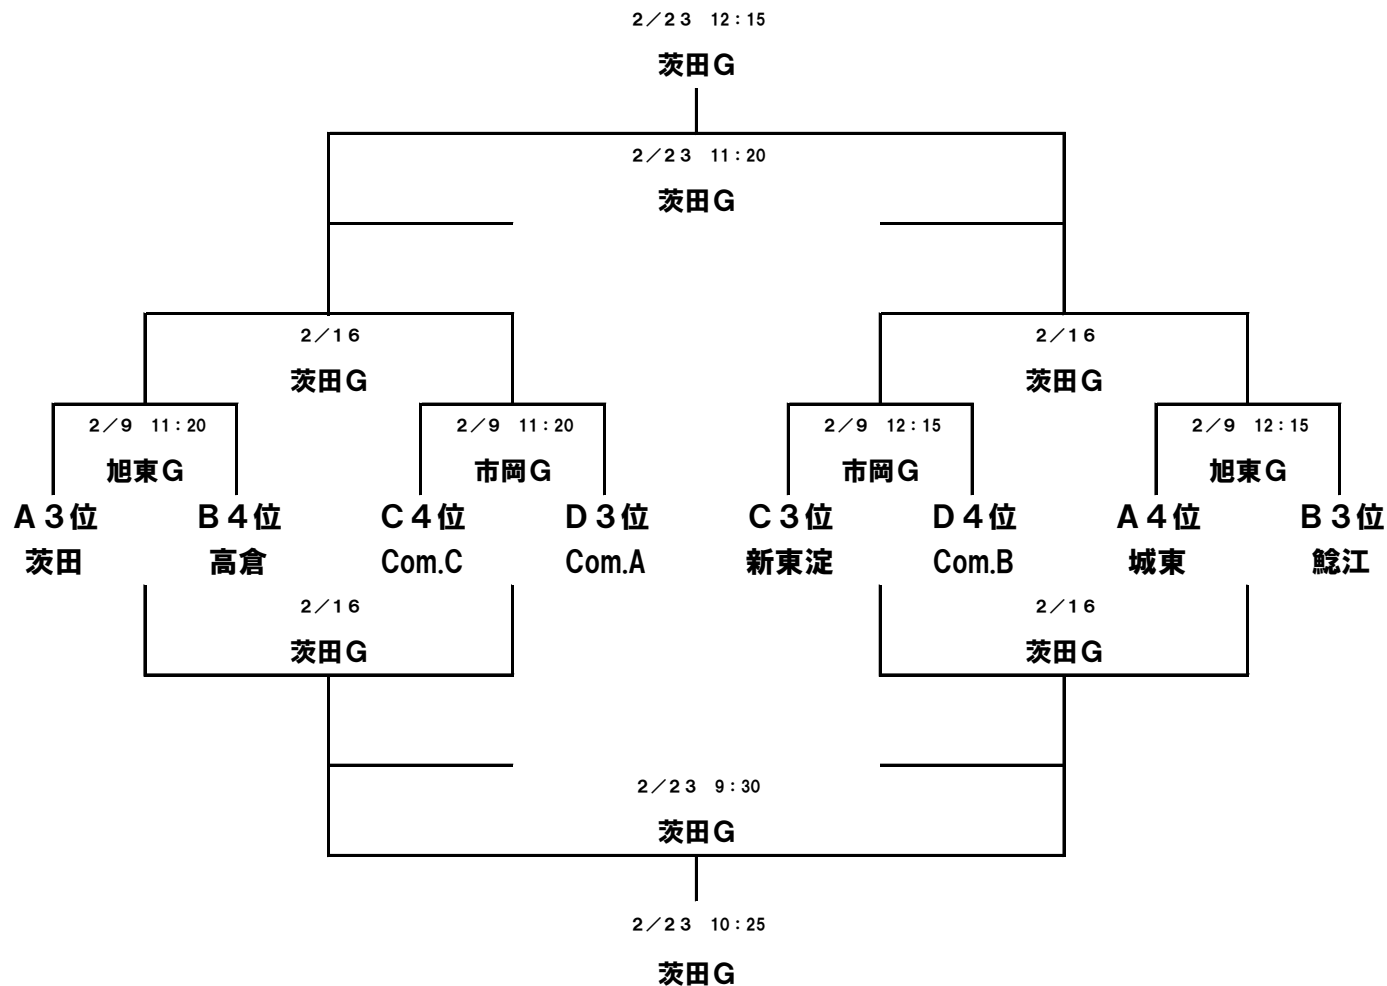 ２／２３　12：15
茨田Ｇ
２／２３　11：20
茨田Ｇ
２／１６
２／１６
茨田Ｇ
茨田Ｇ
２／９　11：20
２／９　11：20
２／９　12：15
２／９　12：15
旭東Ｇ
市岡Ｇ
市岡Ｇ
旭東Ｇ
Ａ３位
Ｂ４位
Ｃ４位
Ｄ３位
Ｃ３位
Ｄ４位
Ａ４位
Ｂ３位
茨田
高倉
Com.C
Com.A
新東淀
Com.B
城東
鯰江
２／１６
２／１６
茨田Ｇ
茨田Ｇ
２／２３　9：30
茨田Ｇ
２／２３　10：25
茨田Ｇ